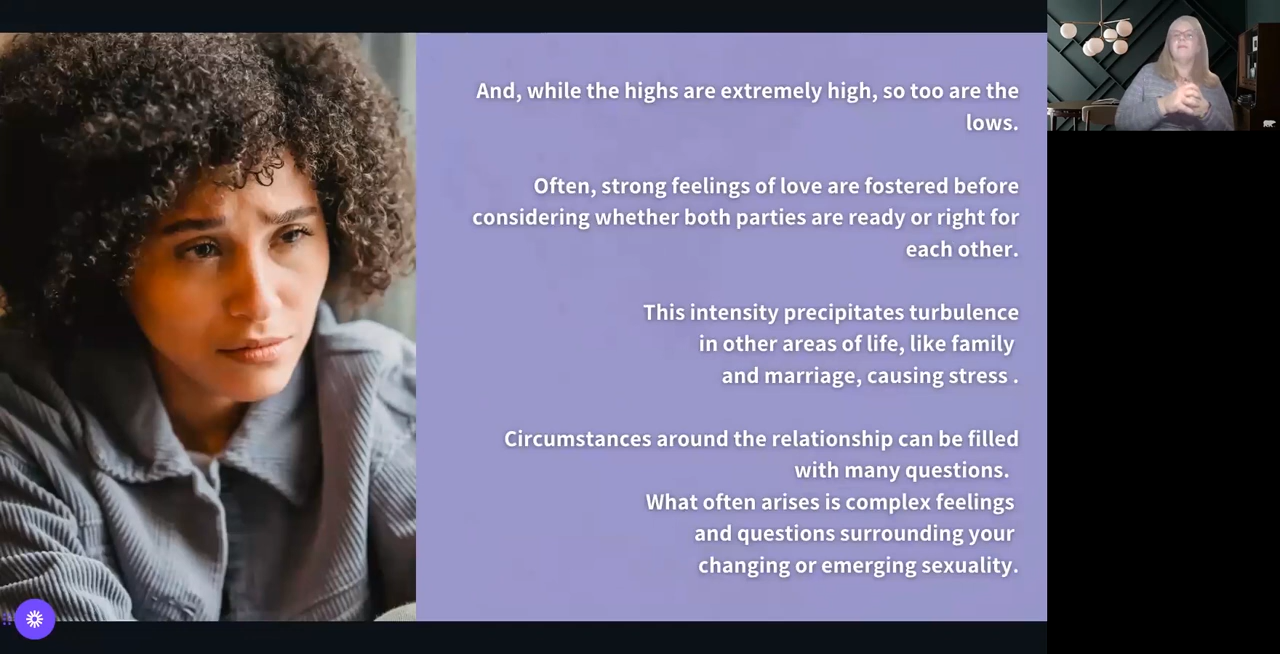 And, while the highs are extremely high, so too are the
lows.
Often, strong feelings of love are fostered before
considering whether both parties are ready or right for
each other.
This intensity precipitates turbulence
in other areas of life, like family
and marriage, causing stress .
Circumstances around the relationship can be filled
with many questions.
What often arises is complex feelings
and questions surrounding your
changing or emerging sexuality.